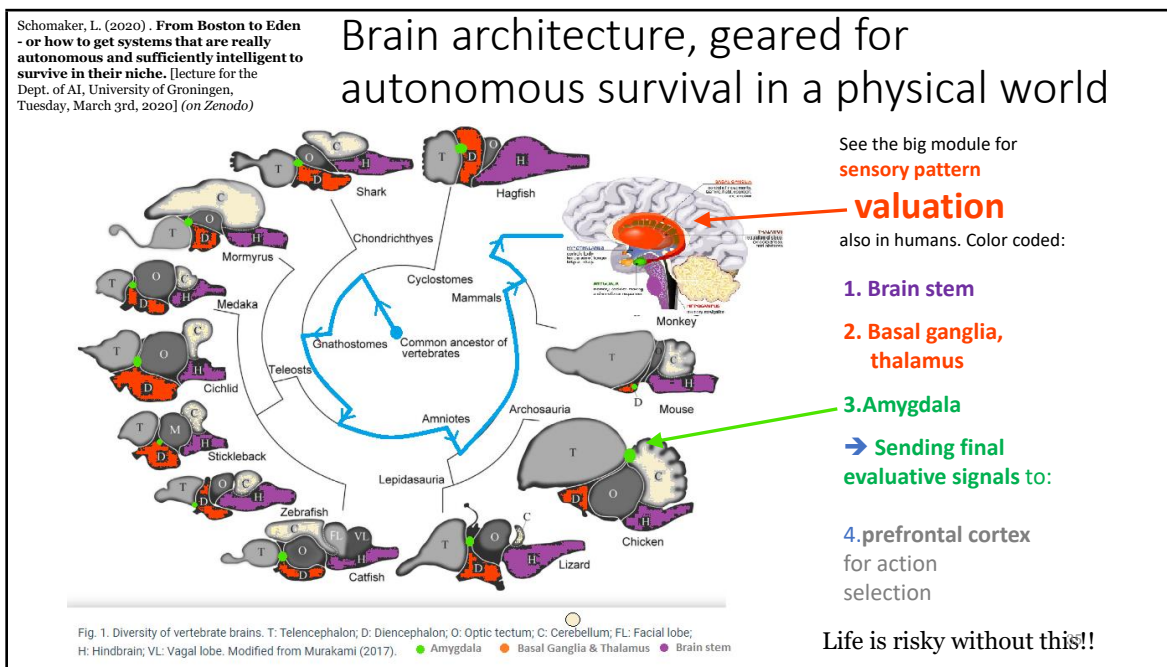 Schomaker, L. (2020) . From Boston to Eden
- or how to get systems that are really
autonomous and sufficiently intelligent to
survive in their niche. [lecture for the
Dept. of AI, University of Groningen,
Tuesday, March 3rd, 2020] (on Zenodo)
Brain architecture, geared for
autonomous survival in a physical world
See the big module for
sensory pattern
valuation
also in humans. Color coded:
1. Brain stem
2. Basal ganglia,
thalamus
3.Amygdala
➔ Sending final
evaluative signals to:
4.prefrontal cortex
for action
selection
Life is risky without this!!
T
O
C
D
H
Shark
T
D
O
H
Hagfish
C
T
O
D
H
Mormyrus
Chondrichthyes
Cyclostomes
Mammals
Monkey
T
O
C
D
H
Medaka
Gnathostomes
Common ancestor of
vertebrates
Teleosts
T
O
C
D
H
Cichlid
T
C
H
D
Mouse
Amniotes
Archosauria
T
M
C
D
H
Stickleback
Lepidasauria
T
O
C
D
H
Zebrafish
T
C
O
D
H
Chicken
C
FL
VL
T
O
D
H
Catfish
T
O
C
D
H
Lizard
Fig. 1. Diversity of vertebrate brains. T: Telencephalon; D: Diencephalon; O: Optic tectum; C: Cerebellum; FL: Facial lobe;
H: Hindbrain; VL: Vagal lobe. Modified from Murakami (2017).
Amygdala
Basal Ganglia & Thalamus
Brain stem